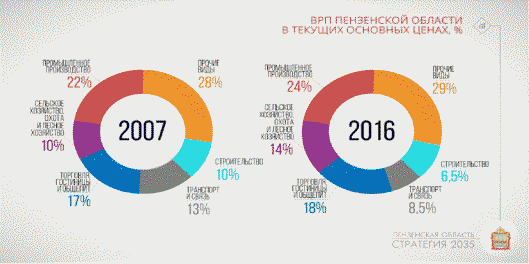 ВРП ПЕНЗЕНСКОЙ ОБЛАСТИ
В ТЕКУЩИХ ОСНОВНЫХ ЦЕНАХ, %
ПРОМЫШЛЕННОЕ
ПРОИЗВОДСТВО
22%
ПРОЧИЕ
ВИДЫ
28%
СЕЛЬСКОЕ
ХОЗЯЙСТВО,
ОХОТА
И ЛЕСНОЕ
ХОЗЯЙСТВО
10%
2007
СТРОИТЕЛЬСТВО
10%
ТОРГОВЛЯ,
ГОСТИНИЦЫ
И ОБЩЕПИТ
17%
ТРАНСПОРТ
И СВЯЗЬ
13%
ПРОМЫШЛЕННОЕ
ПРОИЗВОДСТВО
24%
ПРОЧИЕ
ВИДЫ
29%
СЕЛЬСКОЕ
ХОЗЯЙСТВО,
ОХОТА
И ЛЕСНОЕ
ХОЗЯЙСТВО
14%
2016
СТРОИТЕЛЬСТВО
6,5%
ТОРГОВЛЯ,
ГОСТИНИЦЫ
И ОБЩЕПИТ
18%
ТРАНСПОРТ
И СВЯЗЬ
8,5%
ПЕНЗЕНСКАЯ ОБЛАСТЬ
СТРАТЕГИЯ 2035